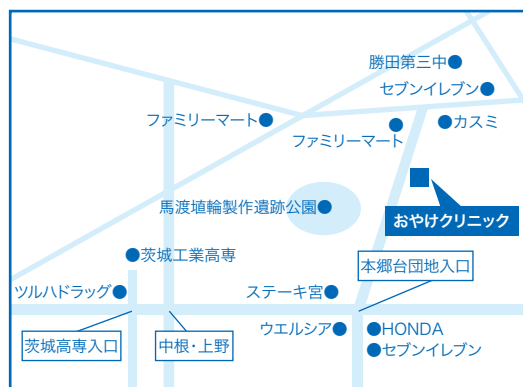 勝田第三中
セブンイレブン
ファミリーマート
カスミ
ファミリーマート
馬渡埴輪製作遺跡公園
おやけクリニック
茨城工業高専
本郷台団地入口
ツルハドラッグ
ステーキ宮
茨城高専入口
中根・上野
ウエルシア
HONDA
セブンイレブン